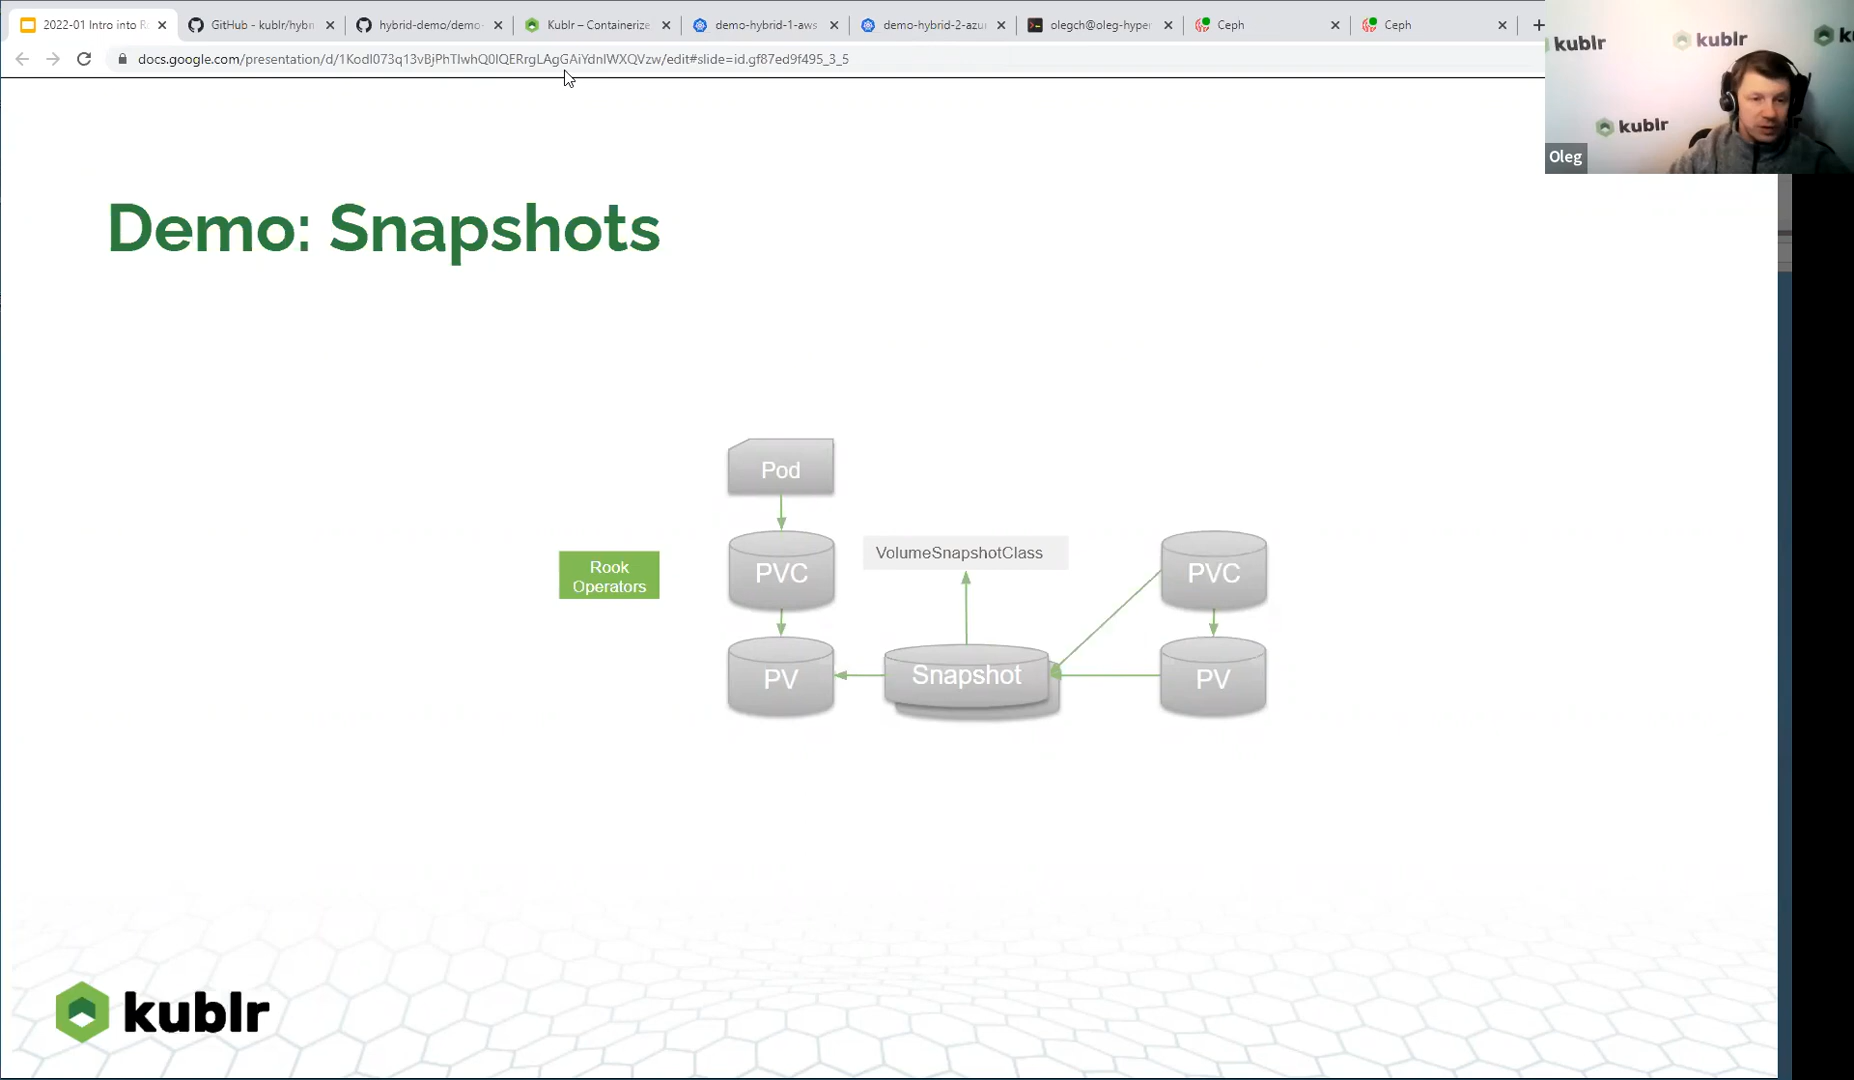 2022-01 Intro into R
GitHub - kublr/hybr
hybrid-demo/demo-
Kublr – Containerize
demo-hybrid-1-aws
demo-hybrid-2-azu
olegch@oleg-hyper
Ceph
Ceph
docs.google.com/presentation/d/1KodI073q13vBjPhTIwhQ0IQERrgLAgGAiYdnIWXQVzw/edit#slide=id.gf87ed9f495_3_5
kublr
kublr
kublr
Oleg
Demo: Snapshots
Pod
VolumeSnapshotClass
Rook
Operators
PVC
PVC
PV
Snapshot
PV
kublr